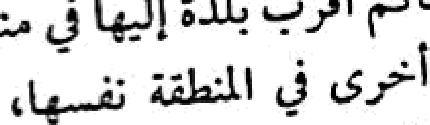 أقرب بلدة إليها في
أخرى في المنطقة نفسها،